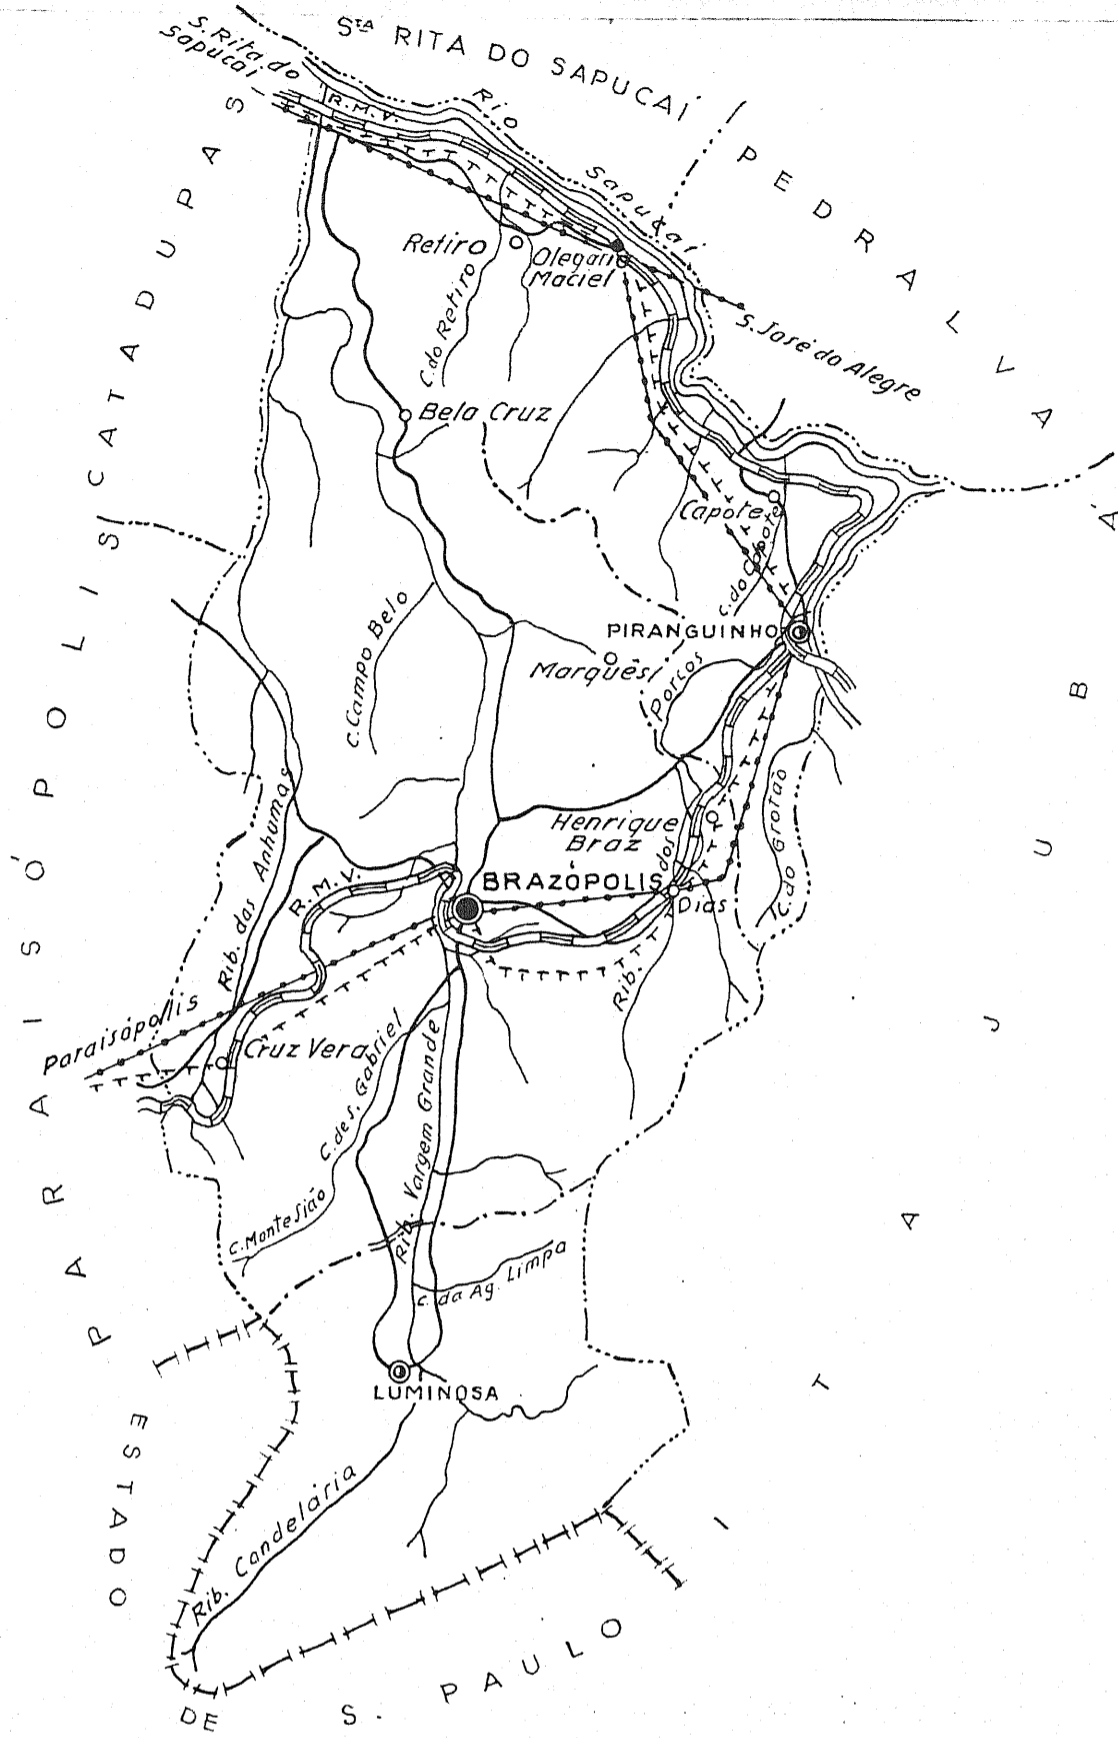 Sᵀᴬ RITA DO SAPUCAÍ
S. Rita do
Sapucaí
R.M.V.
Rio
Sapucaí
PEDRALVA
CATADUPAS
Retiro
Olegario
Maciel
C. do Retiro
S. José do Alegre
Bela Cruz
Capote
C. do Capote
PIRANGUINHO
C. Campo Belo
Marquês
Porcos
ITAJUBÁ
PARAISÓPOLIS
Rib. das Anhumas
R.M.V.
Henrique
Braz
BRAZÓPOLIS
Rib. dos Dias
C. do Grotão
Paraisópolis
Cruz Vera
C. de S. Gabriel
Rib. Vargem Grande
C. Monte Sião
C. da Ag. Limpa
LUMINOSA
Rib. Candelária
ESTADO
DE
S. PAULO